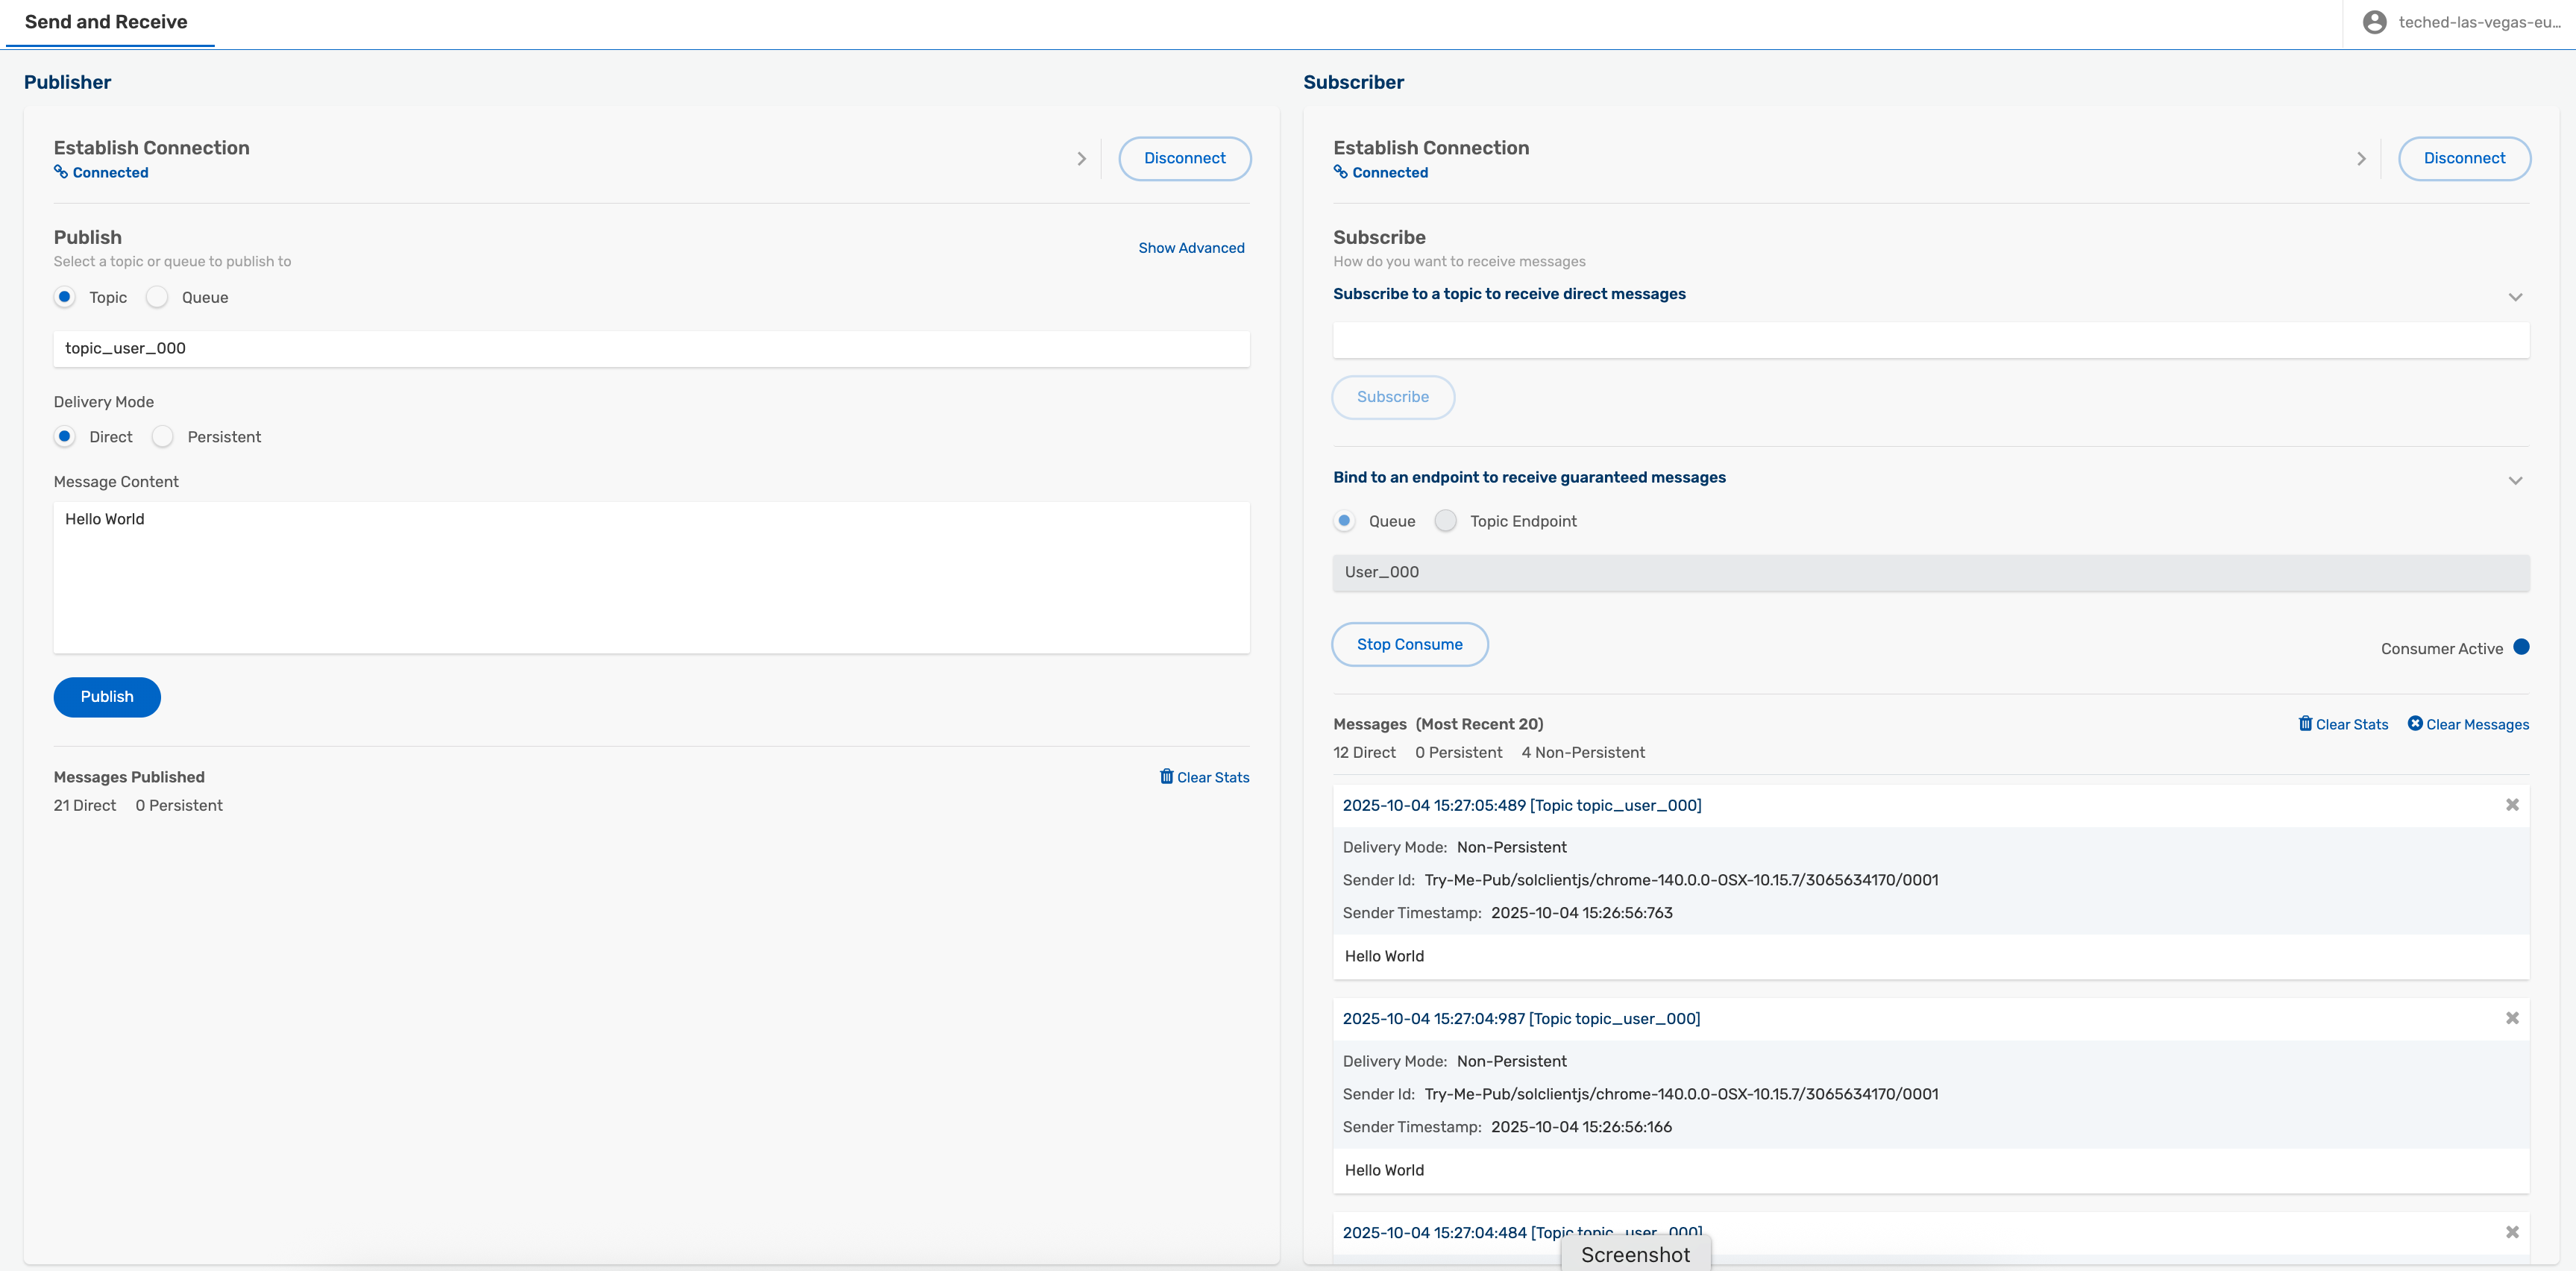 Send and Receive
teched-las-vegas-eu...
Publisher
Establish Connection
Connected
Disconnect
Publish
Select a topic or queue to publish to
Show Advanced
Topic Queue
topic_user_000
Delivery Mode
Direct Persistent
Message Content
Hello World
Publish
Messages Published
Clear Stats
21 Direct 0 Persistent
Subscriber
Establish Connection
Connected
Disconnect
Subscribe
How do you want to receive messages
Subscribe to a topic to receive direct messages
Subscribe
Bind to an endpoint to receive guaranteed messages
Queue Topic Endpoint
User_000
Stop Consume
Consumer Active
Messages (Most Recent 20)
Clear Stats Clear Messages
12 Direct 0 Persistent 4 Non-Persistent
2025-10-04 15:27:05:489 [Topic topic_user_000]
Delivery Mode: Non-Persistent
Sender Id: Try-Me-Pub/solclientjs/chrome-140.0.0-OSX-10.15.7/3065634170/0001
Sender Timestamp: 2025-10-04 15:26:56:763
Hello World
2025-10-04 15:27:04:987 [Topic topic_user_000]
Delivery Mode: Non-Persistent
Sender Id: Try-Me-Pub/solclientjs/chrome-140.0.0-OSX-10.15.7/3065634170/0001
Sender Timestamp: 2025-10-04 15:26:56:166
Hello World
2025-10-04 15:27:04:484 [Topic topic_user_000]
Screenshot